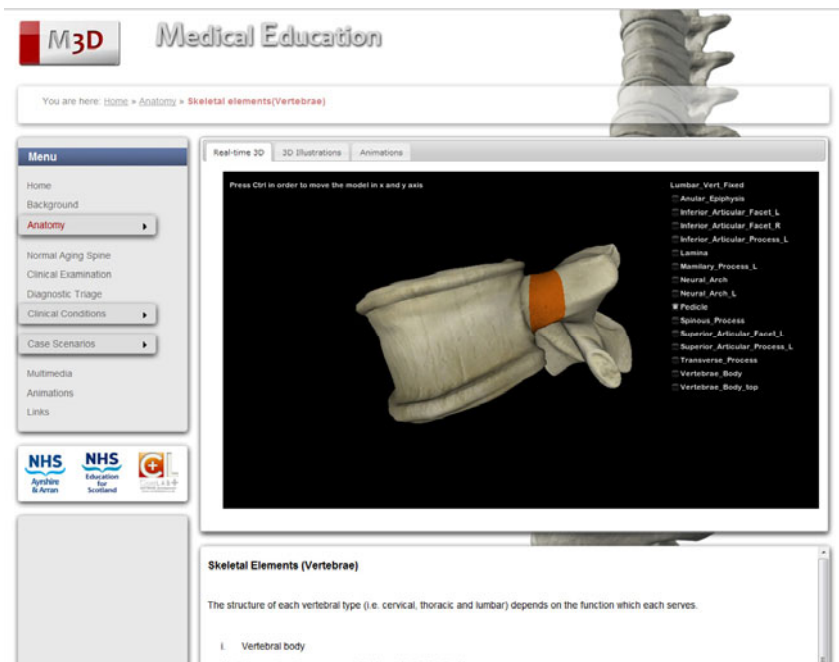 M3D
Medical Education
You are here: Home » Anatomy » Skeletal elements(Vertebrae)
Menu
Home
Background
Anatomy
Normal Aging Spine
Clinical Examination
Diagnostic Triage
Clinical Conditions
Case Scenarios
Multimedia
Animations
Links
NHS
Ayrshire
& Arran
NHS
Education
for
Scotland
Real-time 3D
3D Illustrations
Animations
Press Ctrl in order to move the model in x and y axis
Lumbar_Vert_Fixed
Anular_Epiphysis
Inferior_Articular_Facet_L
Inferior_Articular_Facet_R
Inferior_Articular_Process_L
Lamina
Mamilary_Process_L
Neural_Arch
Neural_Arch_L
Pedicle
Spinous_Process
Superior_Articular_Facet_L
Superior_Articular_Process_L
Transverse_Process
Vertebrae_Body
Vertebrae_Body_top
Skeletal Elements (Vertebrae)
The structure of each vertebral type (i.e. cervical, thoracic and lumbar) depends on the function which each serves.
i. Vertebral body